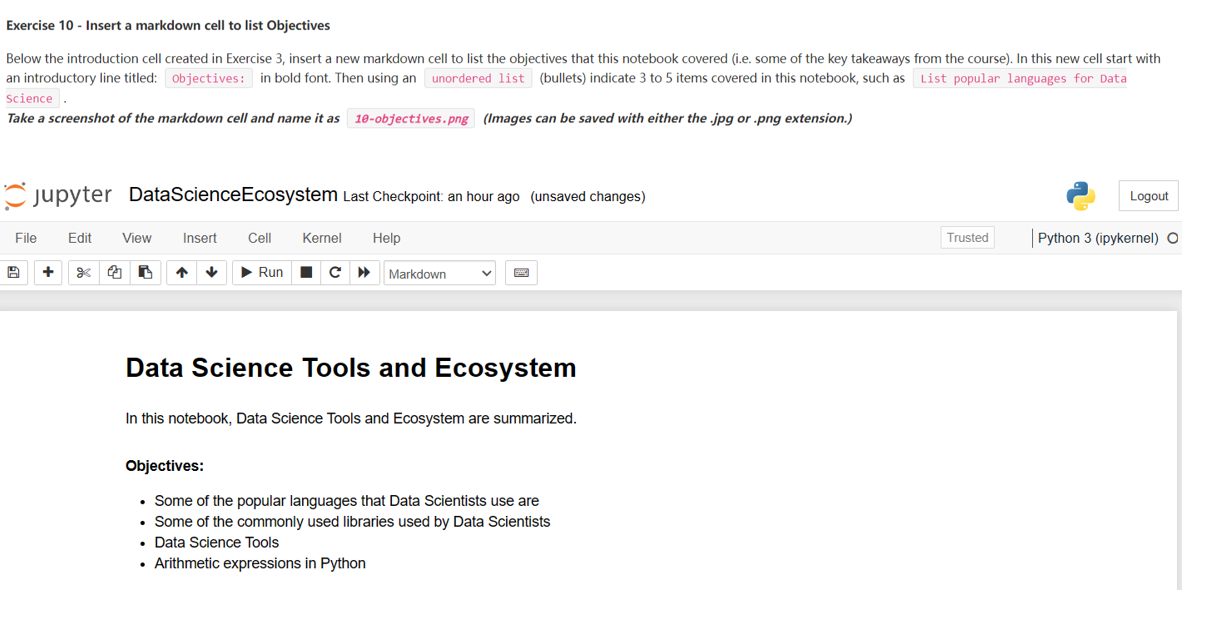 Exercise 10 - Insert a markdown cell to list Objectives
Below the introduction cell created in Exercise 3, insert a new markdown cell to list the objectives that this notebook covered (i.e. some of the key takeaways from the course). In this new cell start with
an introductory line titled: Objectives: in bold font. Then using an unordered list (bullets) indicate 3 to 5 items covered in this notebook, such as List popular languages for Data
Science .
Take a screenshot of the markdown cell and name it as 10-objectives.png (Images can be saved with either the .jpg or .png extension.)
jupyter DataScienceEcosystem Last Checkpoint: an hour ago (unsaved changes) Logout
File Edit View Insert Cell Kernel Help Trusted Python 3 (ipykernel)
Run Markdown
Data Science Tools and Ecosystem
In this notebook, Data Science Tools and Ecosystem are summarized.
Objectives:
• Some of the popular languages that Data Scientists use are
• Some of the commonly used libraries used by Data Scientists
• Data Science Tools
• Arithmetic expressions in Python